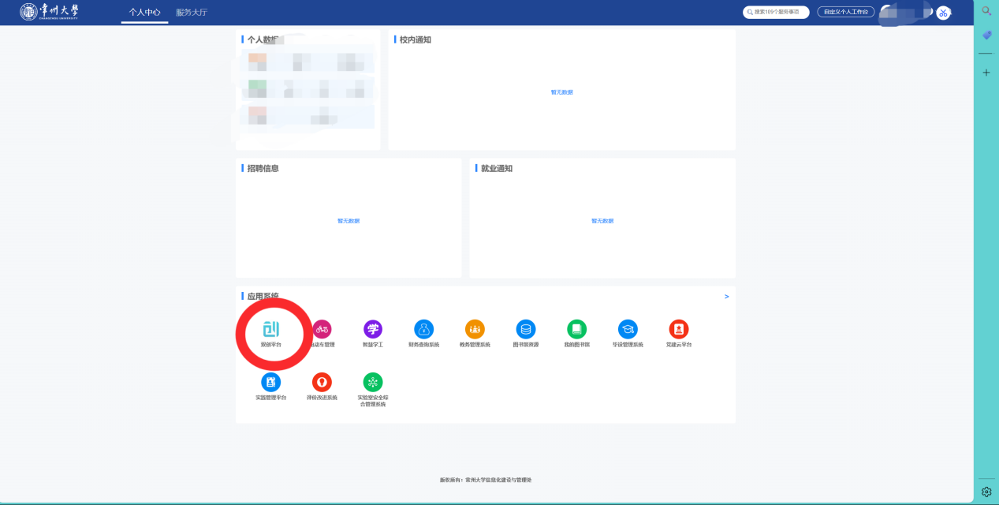 常州大學
CHANGZHOU UNIVERSITY
个人中心
服务大厅
搜索109个服务事项
自定义个人工作台
个人数据
校内通知
暂无数据
招聘信息
就业通知
暂无数据
暂无数据
应用系统
>
双创平台
电动车管理
智慧学工
财务查询系统
教务管理系统
图书馆资源
我的图书馆
毕设管理系统
党建云平台
实践管理平台
评价改进系统
实验室安全综
合管理系统
版权所有：常州大学信息化建设与管理处